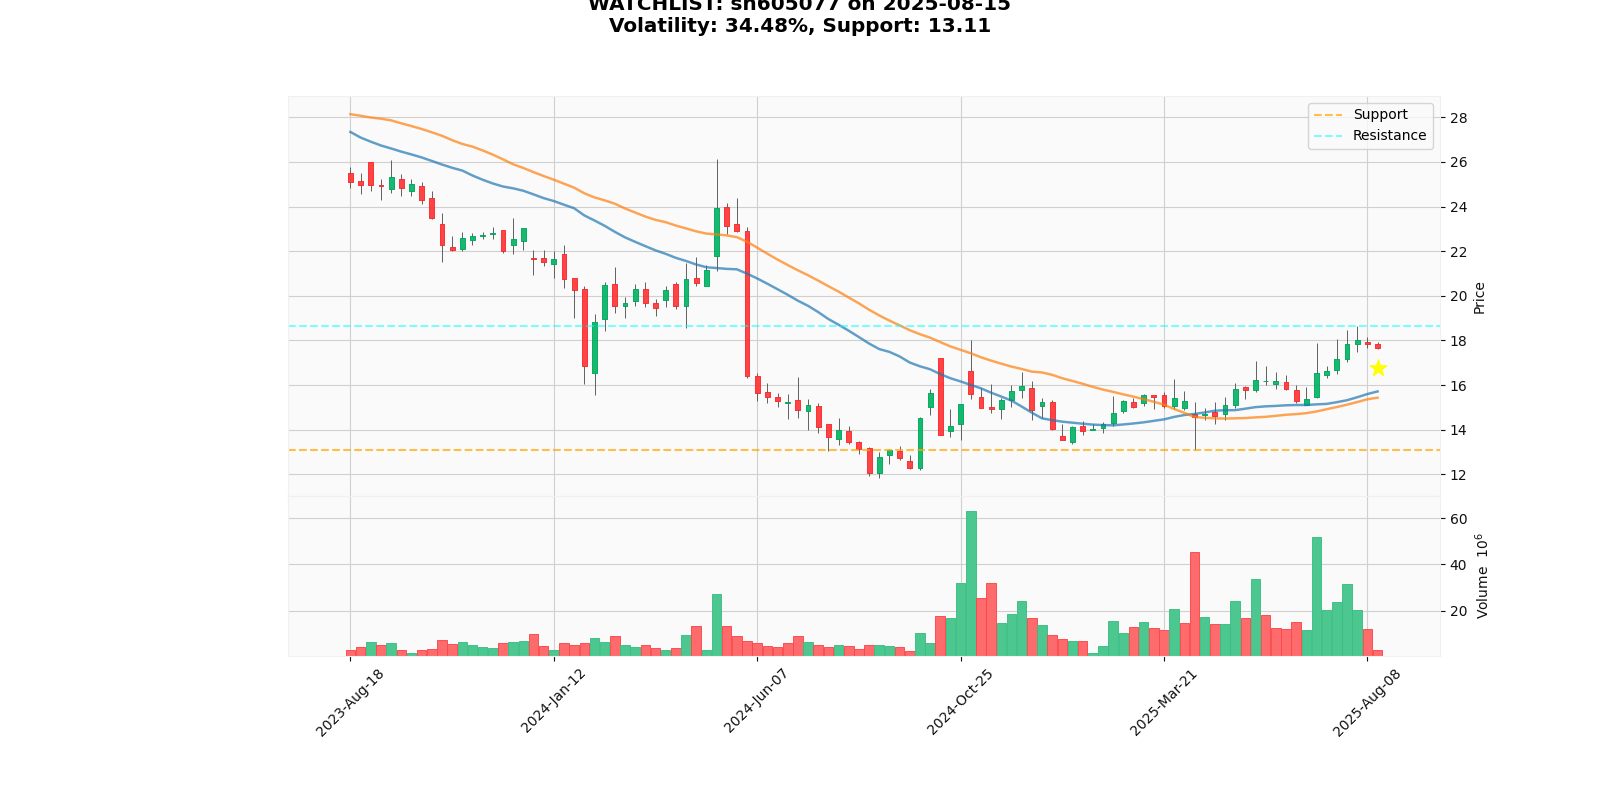 WATCHLIST: sh605077 on 2025-08-15
Volatility: 34.48%, Support: 13.11
Support
Resistance
28
26
24
22
20
18
16
14
12
Price
60
40
20
Volume 10⁶
2023-Aug-18
2024-Jan-12
2024-Jun-07
2024-Oct-25
2025-Mar-21
2025-Aug-08